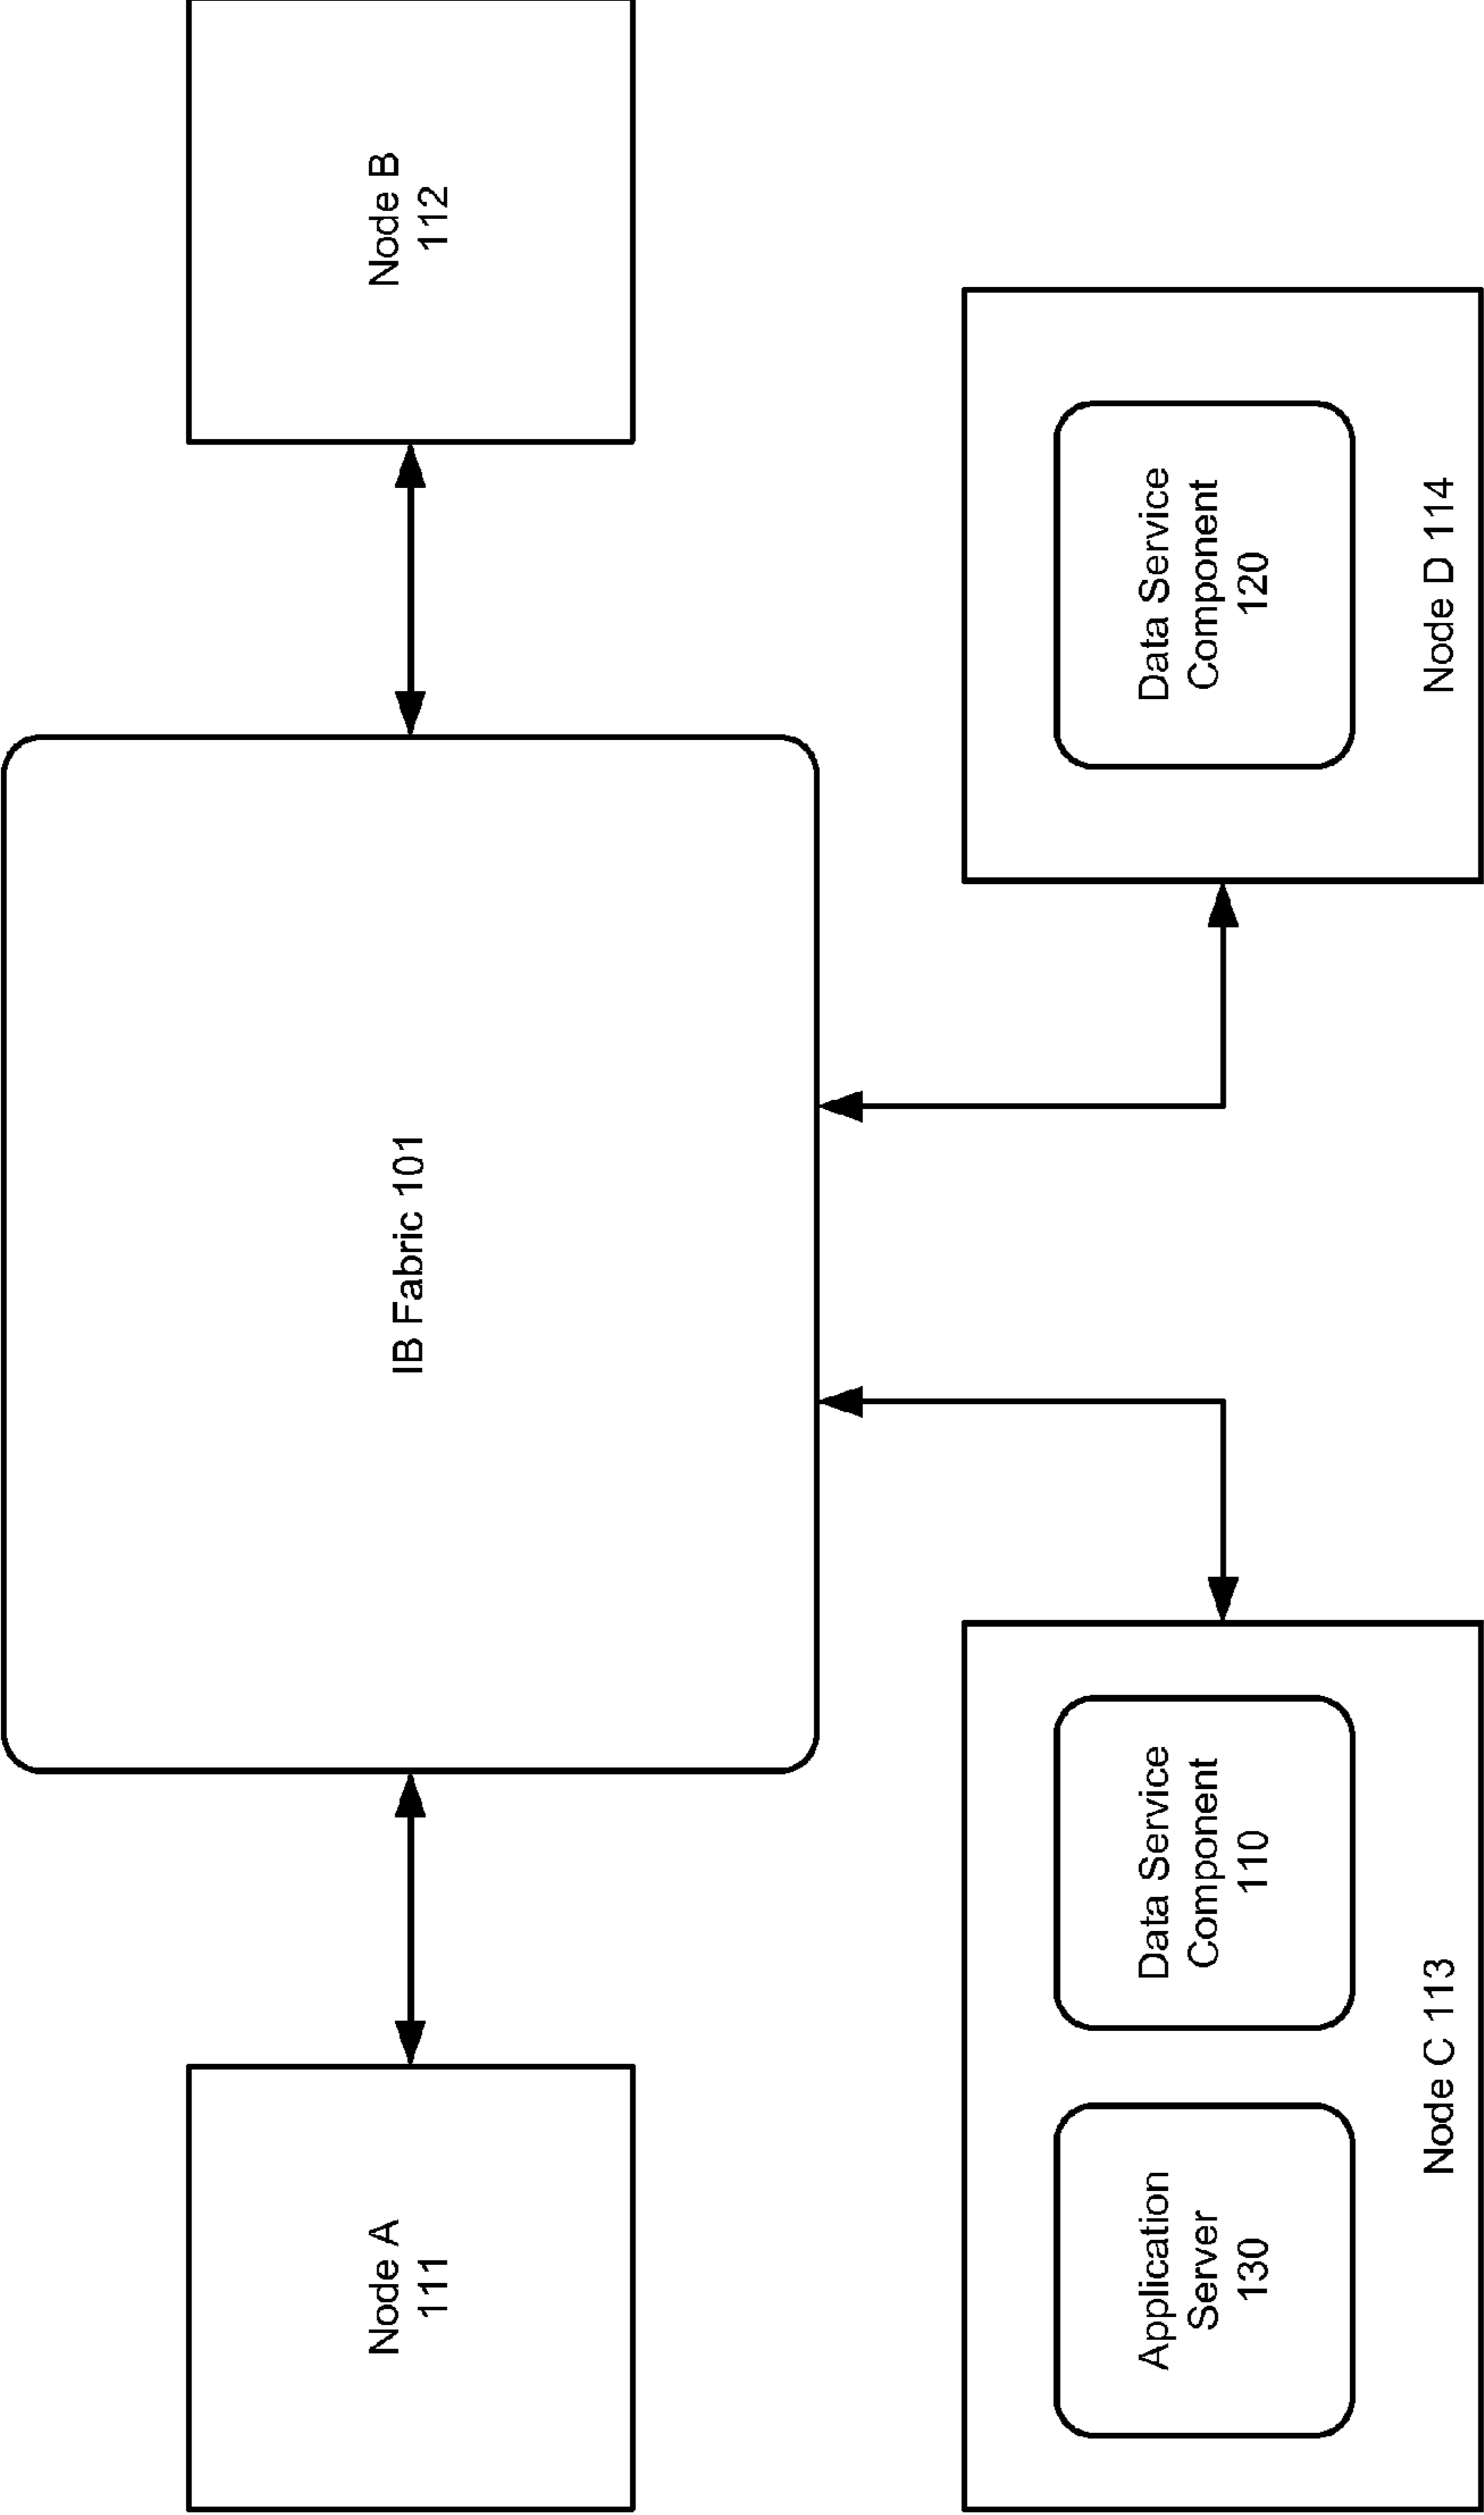 Node A
111
IB Fabric 101
Node B
112
Application
Server
130
Data Service
Component
110
Node C 113
Data Service
Component
120
Node D 114